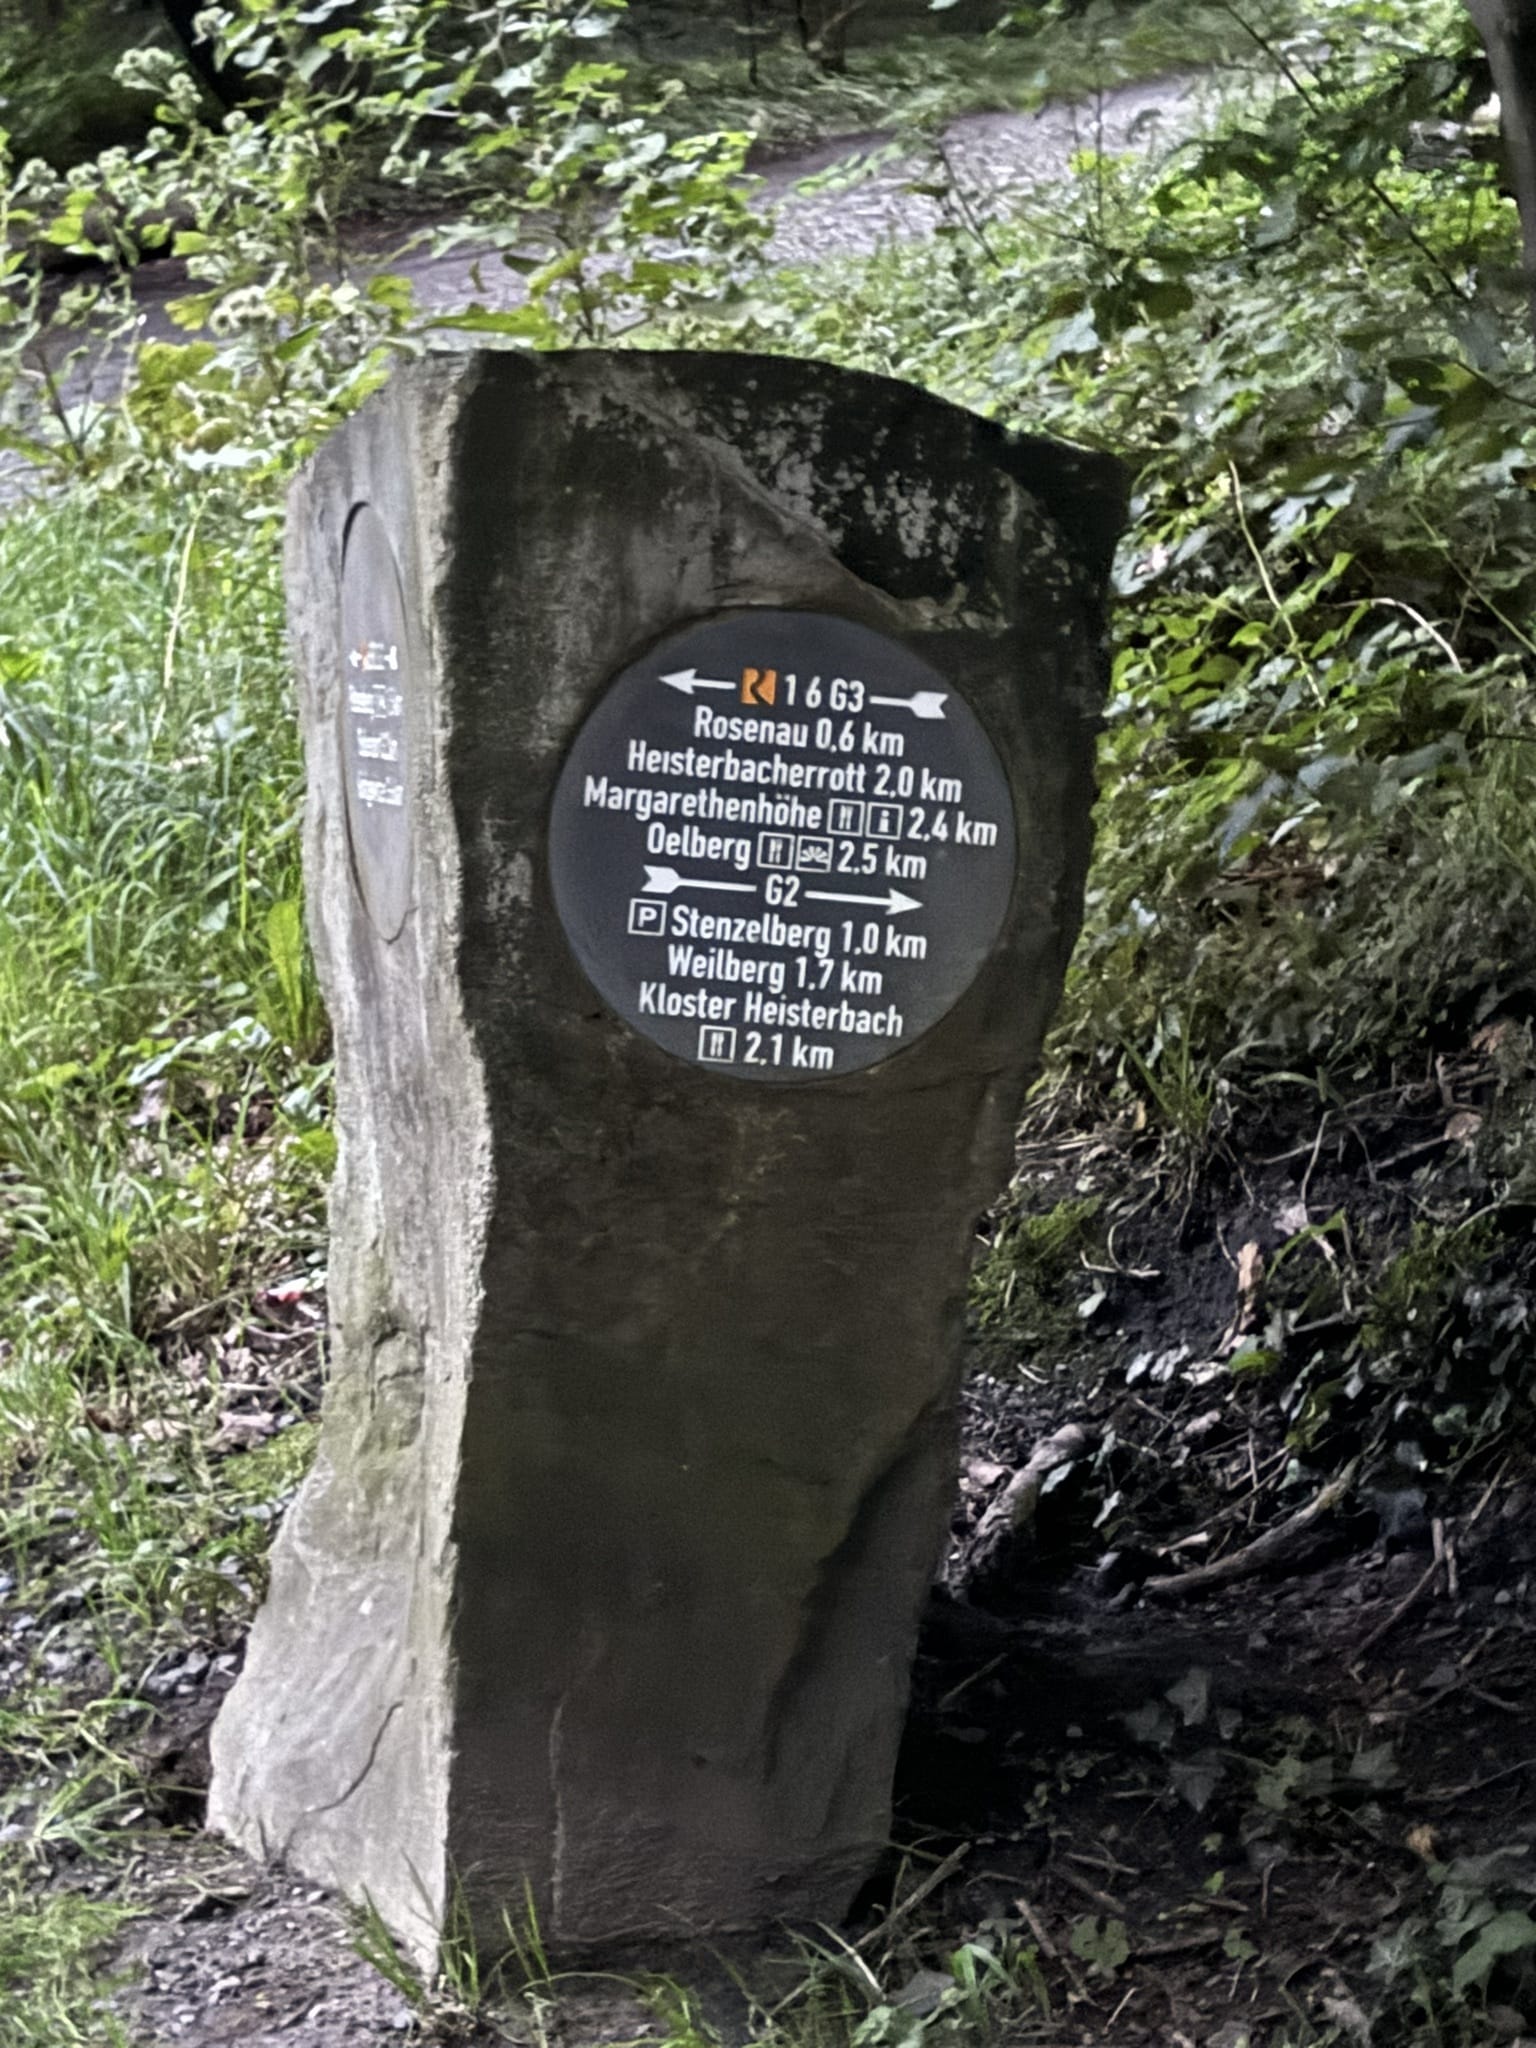 1 6 G3
Rosenau 0,6 km
Heisterbacherrott 2,0 km
Margarethenhöhe 2,4 km
Oelberg 2,5 km
G2
P Stenzelberg 1,0 km
Weilberg 1,7 km
Kloster Heisterbach
2,1 km